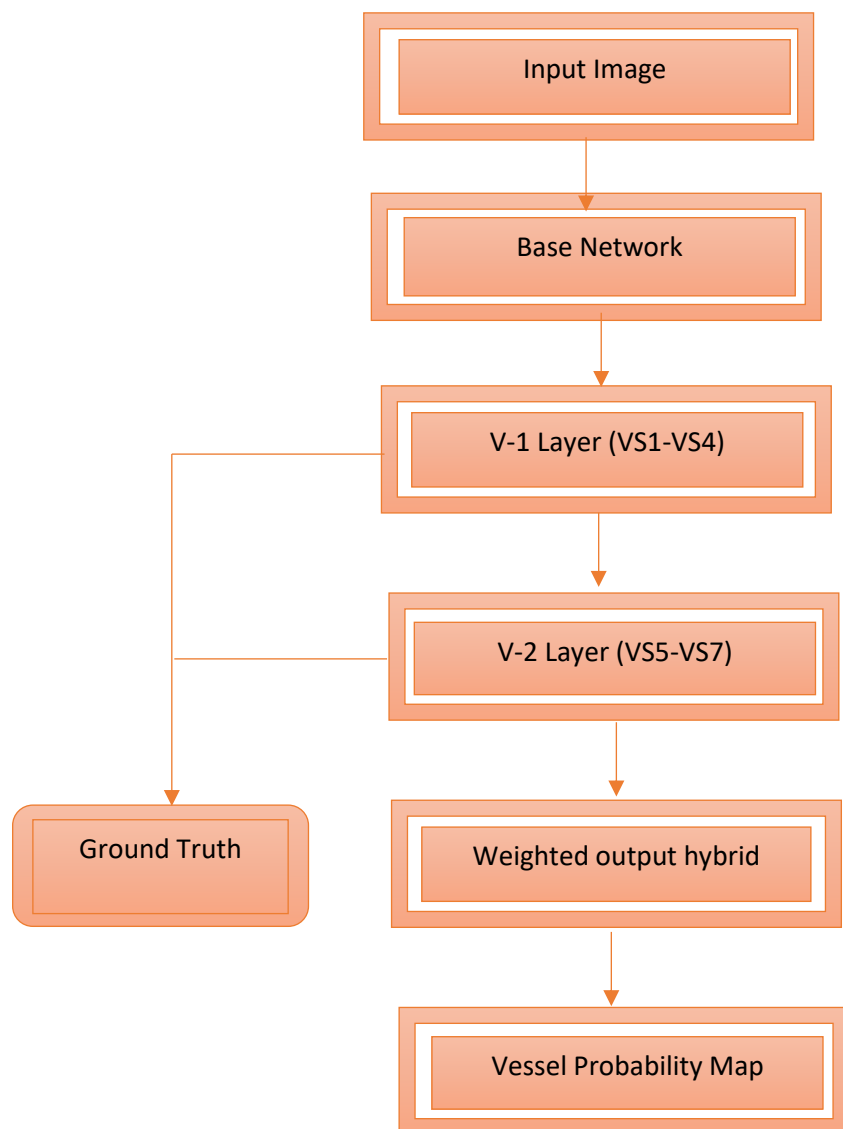 Input Image
Base Network
V-1 Layer (VS1-VS4)
V-2 Layer (VS5-VS7)
Ground Truth
Weighted output hybrid
Vessel Probability Map